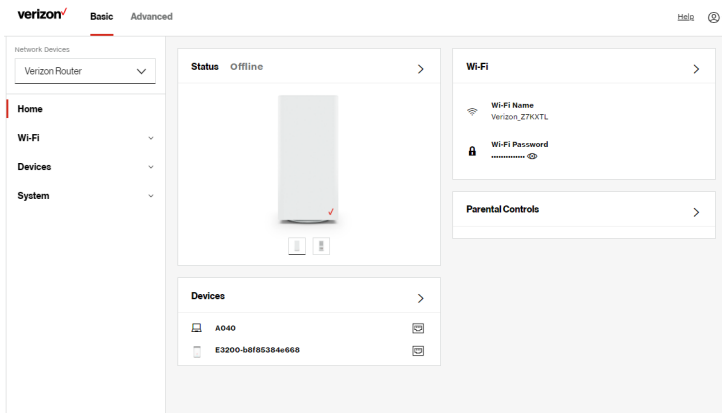 verizon✓
Basic
Advanced
Help
Network Devices
Verizon Router
Home
Wi-Fi
Devices
System
Status Offline
Devices
A040
E3200-b8f85384e668
Wi-Fi
Wi-Fi Name
Verizon_Z7KXTL
Wi-Fi Password
••••••••••••••
Parental Controls